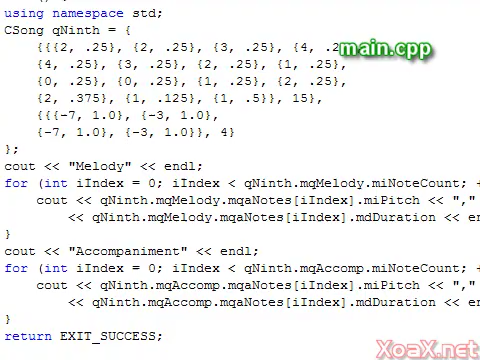 using namespace std;
CSong qNinth = {
{{{2, .25}, {2, .25}, {3, .25}, {4, .2
main.cpp
{4, .25}, {3, .25}, {2, .25}, {1, .25},
{0, .25}, {0, .25}, {1, .25}, {2, .25},
{2, .375}, {1, .125}, {1, .5}}, 15},
{{{-7, 1.0}, {-3, 1.0},
{-7, 1.0}, {-3, 1.0}}, 4}
};
cout << "Melody" << endl;
for (int iIndex = 0; iIndex < qNinth.mqMelody.miNoteCount; +
cout << qNinth.mqMelody.mqaNotes[iIndex].miPitch << ","
<< qNinth.mqMelody.mqaNotes[iIndex].mdDuration << en
}
cout << "Accompaniment" << endl;
for (int iIndex = 0; iIndex < qNinth.mqAccomp.miNoteCount; +
cout << qNinth.mqAccomp.mqaNotes[iIndex].miPitch << ","
<< qNinth.mqAccomp.mqaNotes[iIndex].mdDuration << en
}
return EXIT_SUCCESS;
XoaX.net